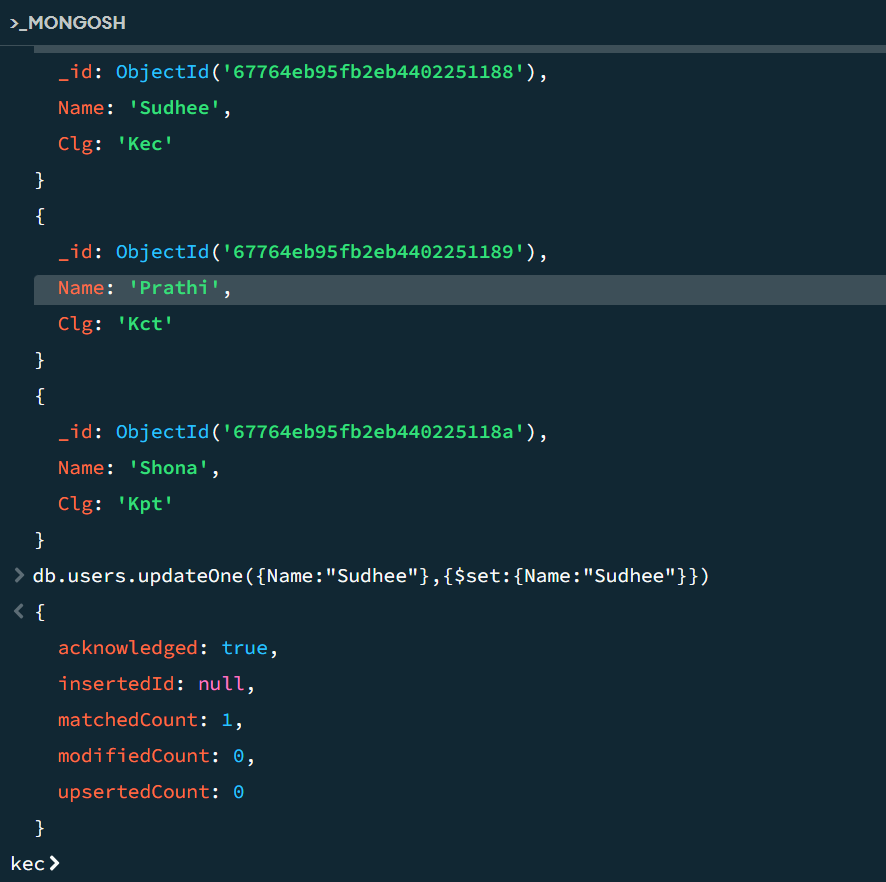 >_MONGOSH
_id: ObjectId('67764eb95fb2eb4402251188'),
Name: 'Sudhee',
Clg: 'Kec'
}
{
_id: ObjectId('67764eb95fb2eb4402251189'),
Name: 'Prathi',
Clg: 'Kct'
}
{
_id: ObjectId('67764eb95fb2eb440225118a'),
Name: 'Shona',
Clg: 'Kpt'
}
> db.users.updateOne({Name:"Sudhee"},{$set:{Name:"Sudhee"}})
< {
acknowledged: true,
insertedId: null,
matchedCount: 1,
modifiedCount: 0,
upsertedCount: 0
}
kec>